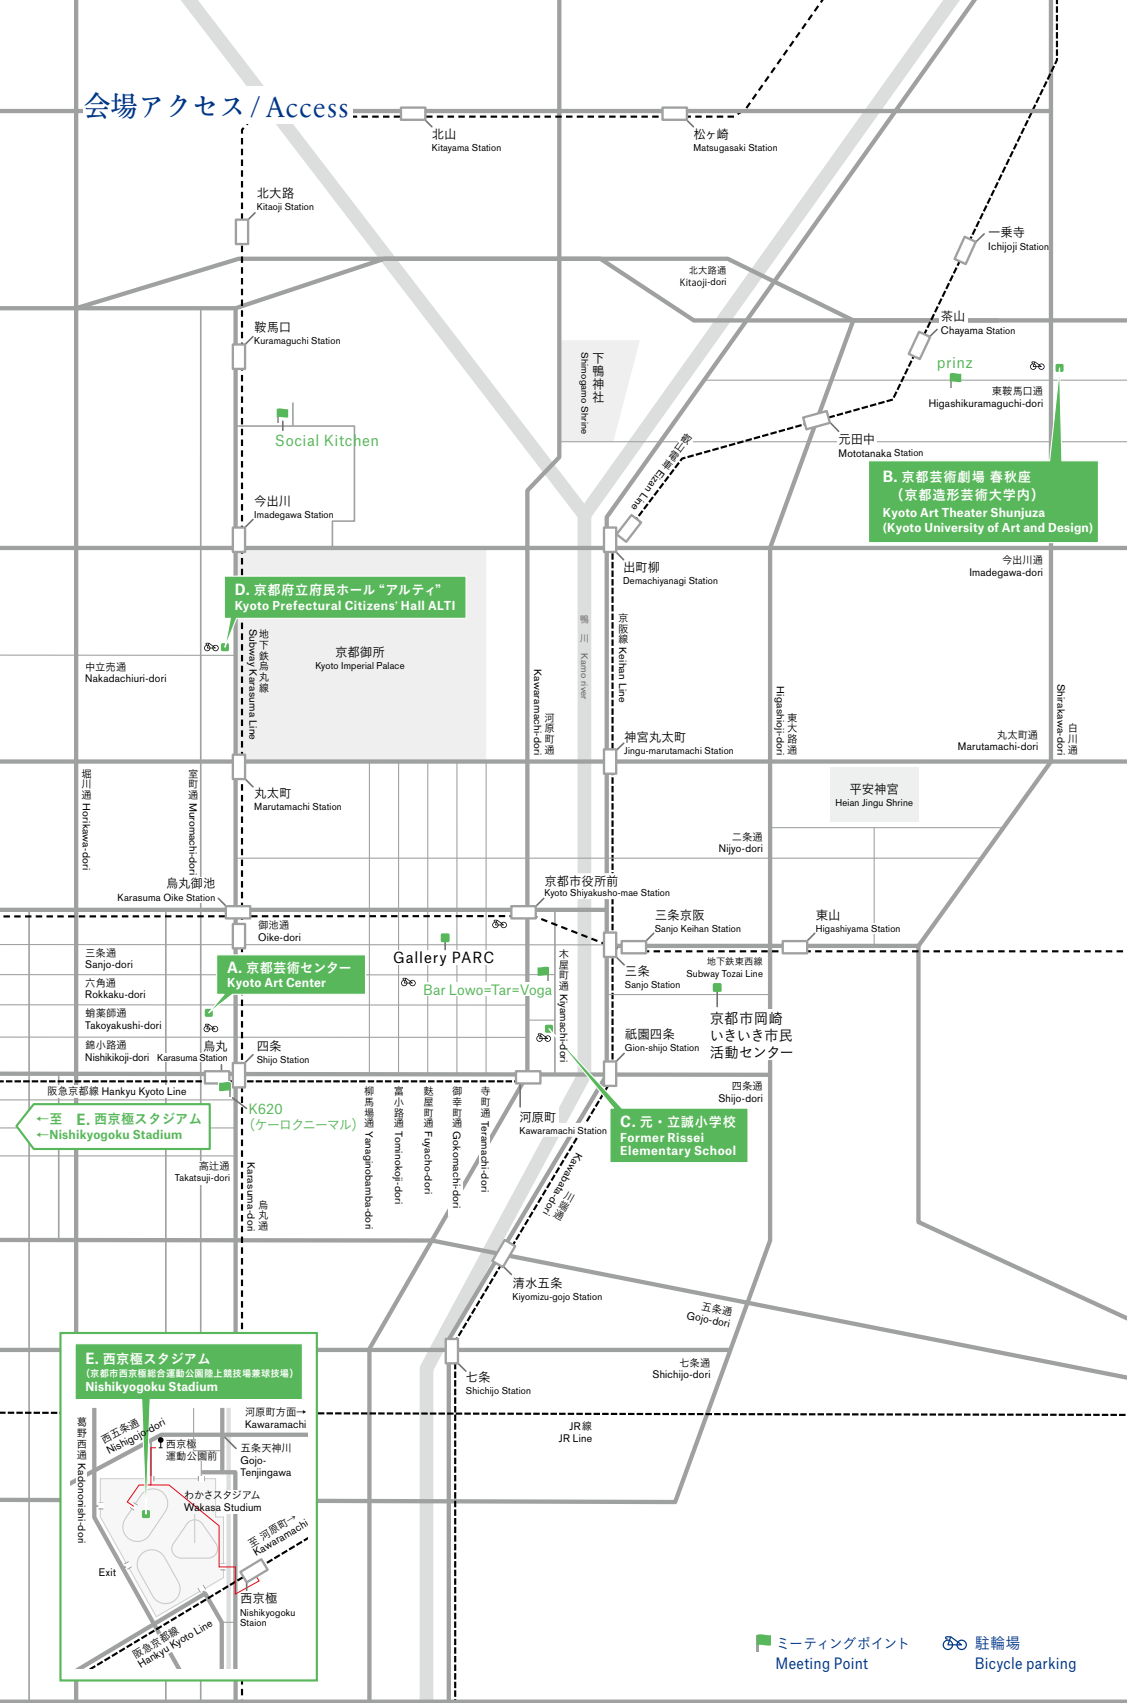 会場アクセス / Access
北山
Kitayama Station
松ヶ崎
Matsugasaki Station
北大路
Kitaoji Station
一乗寺
Ichijoji Station
北大路通
Kitaoji-dori
茶山
Chayama Station
鞍馬口
Kuramaguchi Station
下鴨神社
Shimogamo Shrine
prinz
東鞍馬口通
Higashikuramaguchi-dori
Social Kitchen
元田中
Mototanaka Station
叡山電車 Eizan Line
B. 京都芸術劇場 春秋座
（京都造形芸術大学内）
Kyoto Art Theater Shunjuza
(Kyoto University of Art and Design)
今出川
Imadegawa Station
出町柳
Demachiyanagi Station
今出川通
Imadegawa-dori
D. 京都府立府民ホール “アルティ”
Kyoto Prefectural Citizens' Hall ALTI
地下鉄烏丸線
Subway Karasuma Line
京都御所
Kyoto Imperial Palace
鴨川 Kamo river
京阪線 Keihan Line
中立売通
Nakadachiuri-dori
河原町通
Kawaramachi-dori
東大路通
Higashioji-dori
白川通
Shirakawa-dori
神宮丸太町
Jingu-marutamachi Station
丸太町通
Marutamachi-dori
堀川通 Horikawa-dori
室町通 Muromachi-dori
丸太町
Marutamachi Station
平安神宮
Heian Jingu Shrine
二条通
Nijyo-dori
烏丸御池
Karasuma Oike Station
京都市役所前
Kyoto Shiyakusho-mae Station
御池通
Oike-dori
三条京阪
Sanjo Keihan Station
東山
Higashiyama Station
三条通
Sanjo-dori
Gallery PARC
木屋町通 Kiyamachi-dori
三条
Sanjo Station
地下鉄東西線
Subway Tozai Line
A. 京都芸術センター
Kyoto Art Center
六角通
Rokkaku-dori
Bar Lowo=Tar=Voga
蛸薬師通
Takoyakushi-dori
京都市岡崎
いきいき市民
活動センター
錦小路通
Nishikikoji-dori
烏丸
Karasuma Station
四条
Shijo Station
祇園四条
Gion-shijo Station
阪急京都線 Hankyu Kyoto Line
四条通
Shijo-dori
K620
（ケーロクニーマル）
柳馬場通 Yanaginobamba-dori
富小路通 Tominokoji-dori
麩屋町通 Fuyacho-dori
御幸町通 Gokomachi-dori
寺町通 Teramachi-dori
河原町
Kawaramachi Station
C. 元・立誠小学校
Former Rissei
Elementary School
←至 E. 西京極スタジアム
←Nishikyogoku Stadium
高辻通
Takatsuji-dori
烏丸通
Karasuma-dori
川端通
Kawabata-dori
清水五条
Kiyomizu-gojo Station
五条通
Gojo-dori
七条
Shichijo Station
七条通
Shichijo-dori
JR線
JR Line
E. 西京極スタジアム
（京都市西京極総合運動公園陸上競技場兼球技場）
Nishikyogoku Stadium
葛野西通 Kadononishi-dori
西五条通
Nishigojo-dori
河原町方面→
Kawaramachi
西京極
運動公園前
五条天神川
Gojo-
Tenjingawa
わかさスタジアム
Wakasa Studium
至 河原町→
Kawaramachi
Exit
西京極
Nishikyogoku
Staion
阪急京都線
Hankyu Kyoto Line
ミーティングポイント
Meeting Point
駐輪場
Bicycle parking